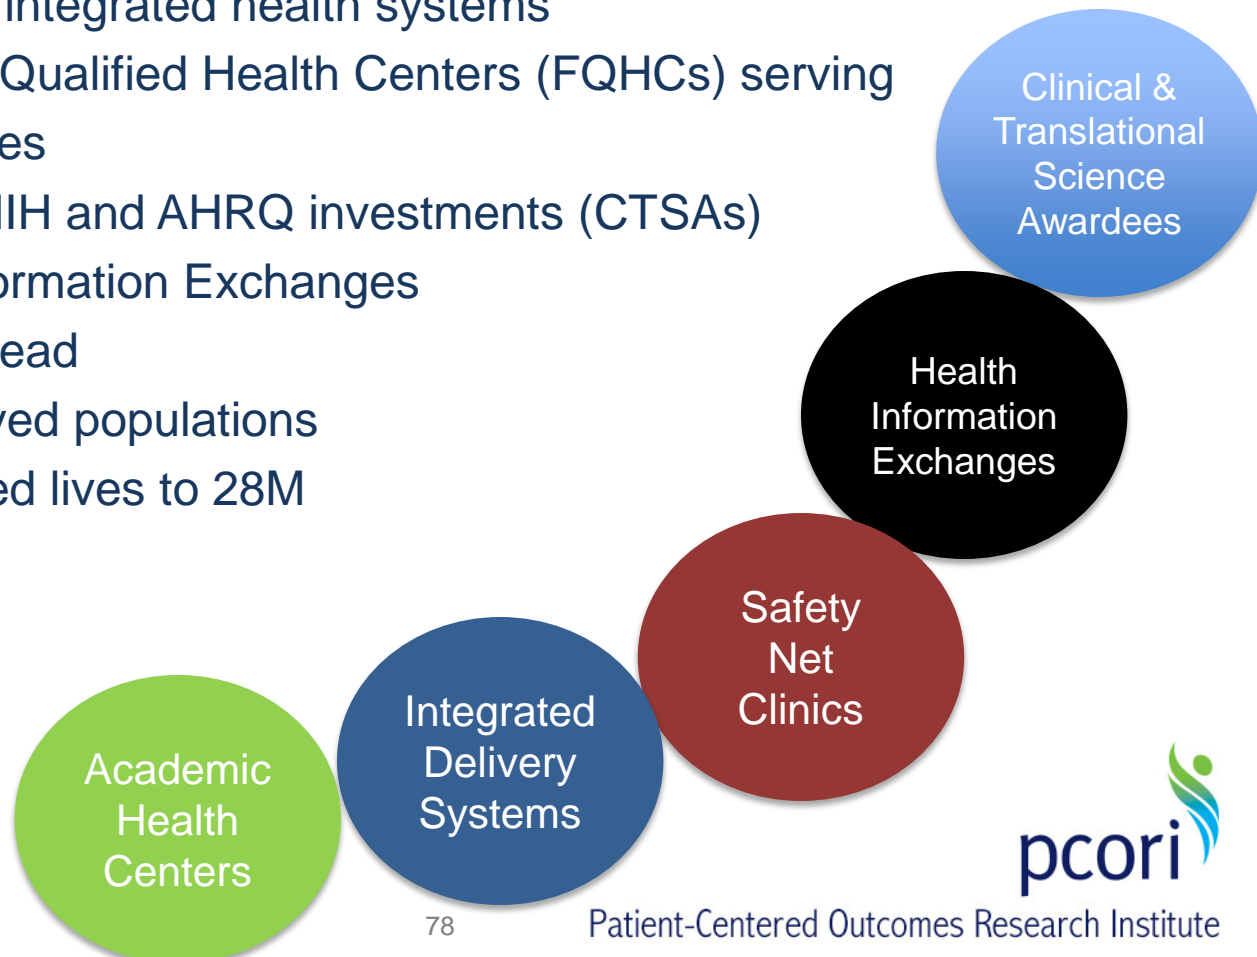 integrated health systems
Qualified Health Centers (FQHCs) serving
es
IH and AHRQ investments (CTSAs)
ormation Exchanges
ead
ved populations
ed lives to 28M
Clinical &
Translational
Science
Awardees
Health
Information
Exchanges
Safety
Net
Clinics
Integrated
Delivery
Systems
Academic
Health
Centers
78
pcori
Patient-Centered Outcomes Research Institute